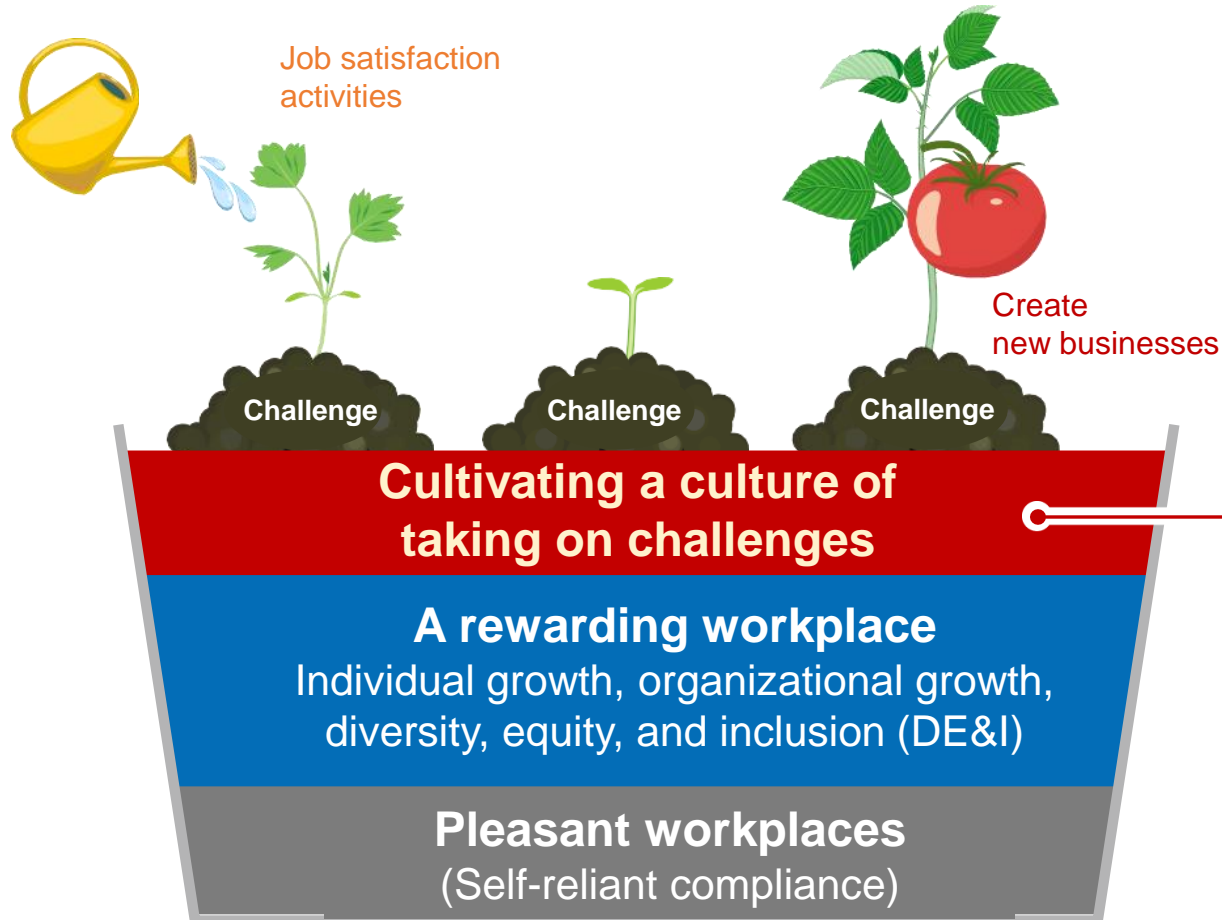 Job satisfaction
activities
Create
new businesses
Challenge
Challenge
Challenge
Cultivating a culture of
taking on challenges
A rewarding workplace
Individual growth, organizational growth,
diversity, equity, and inclusion (DE&I)
Pleasant workplaces
(Self-reliant compliance)